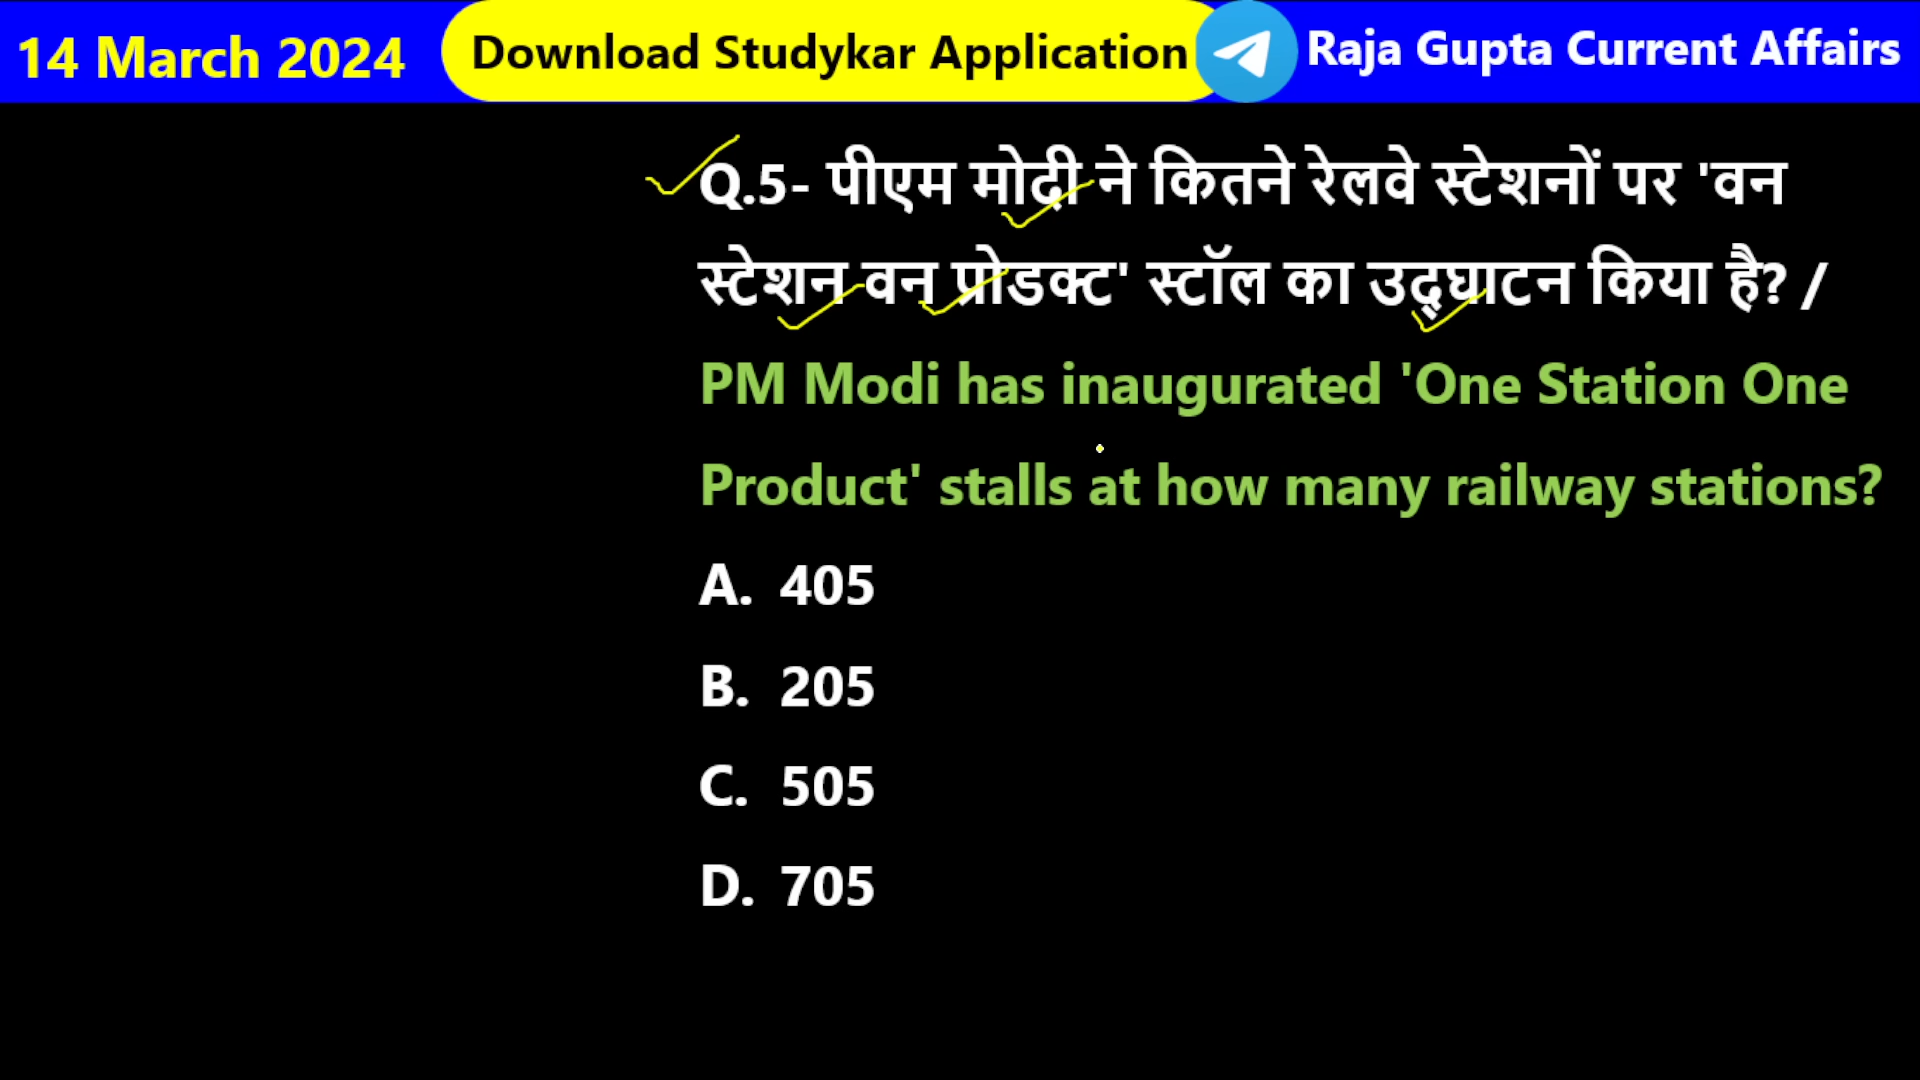 14 March 2024
Download Studykar Application
Raja Gupta Current Affairs
Q.5- पीएम मोदी ने कितने रेलवे स्टेशनों पर 'वन
स्टेशन वन प्रोडक्ट' स्टॉल का उद्घाटन किया है? /
PM Modi has inaugurated 'One Station One
Product' stalls at how many railway stations?
A. 405
B. 205
C. 505
D. 705